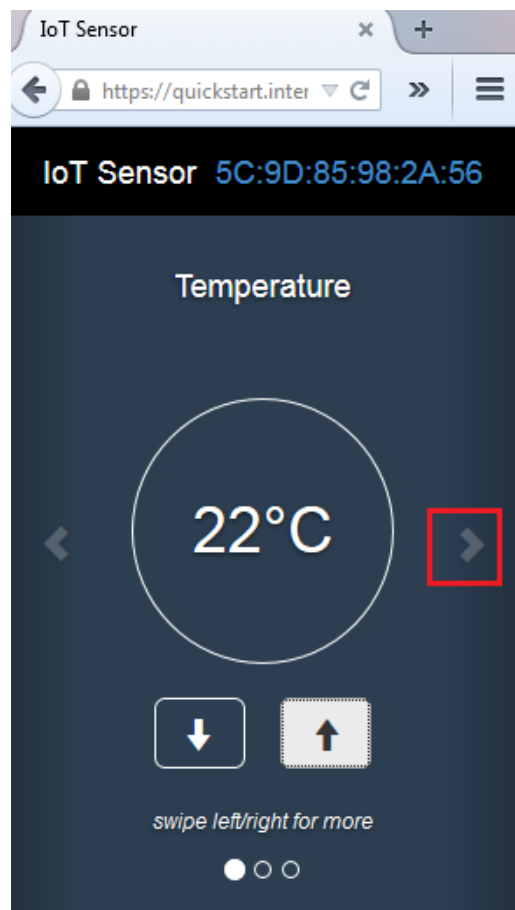 IoT Sensor
https://quickstart.inter
IoT Sensor 5C:9D:85:98:2A:56
Temperature
22°C
swipe left/right for more